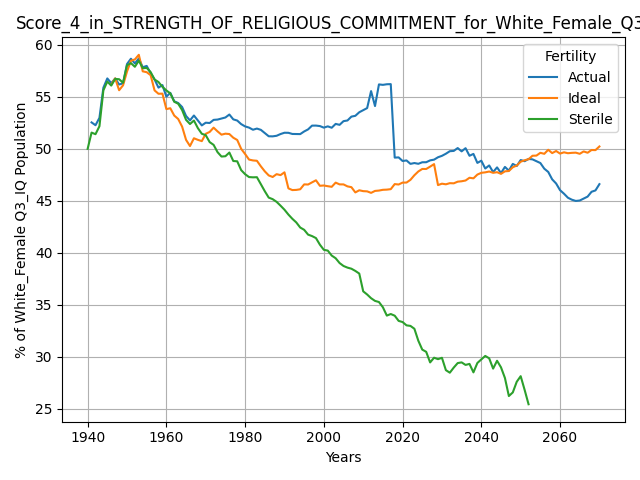 Score_4_in_STRENGTH_OF_RELIGIOUS_COMMITMENT_for_White_Female_Q3
60
55
50
45
40
35
30
25
% of White_Female Q3_IQ Population
Fertility
Actual
Ideal
Sterile
1940 1960 1980 2000 2020 2040 2060
Years